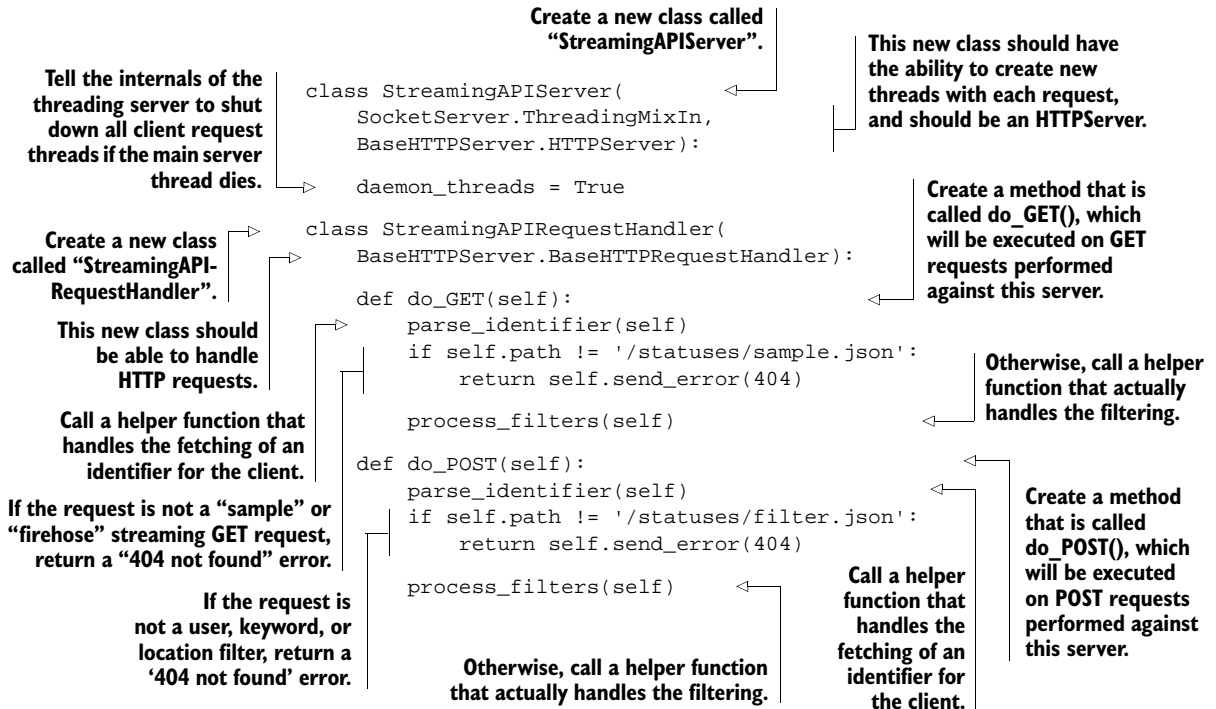 Create a new class called
“StreamingAPIServer”.
This new class should have
the ability to create new
threads with each request,
and should be an HTTPServer.
Tell the internals of the
threading server to shut
down all client request
threads if the main server
thread dies.
class StreamingAPIServer(
SocketServer.ThreadingMixIn,
BaseHTTPServer.HTTPServer):
daemon_threads = True
Create a new class
called “StreamingAPI-
RequestHandler”.
class StreamingAPIRequestHandler(
BaseHTTPServer.BaseHTTPRequestHandler):
This new class should
be able to handle
HTTP requests.
Create a method that is
called do_GET(), which
will be executed on GET
requests performed
against this server.
def do_GET(self):
parse_identifier(self)
if self.path != '/statuses/sample.json':
return self.send_error(404)
process_filters(self)
Call a helper function that
handles the fetching of an
identifier for the client.
If the request is not a “sample” or
“firehose” streaming GET request,
return a “404 not found” error.
Otherwise, call a helper
function that actually
handles the filtering.
def do_POST(self):
parse_identifier(self)
if self.path != '/statuses/filter.json':
return self.send_error(404)
process_filters(self)
If the request is
not a user, keyword, or
location filter, return a
‘404 not found’ error.
Otherwise, call a helper function
that actually handles the filtering.
Call a helper
function that
handles the
fetching of an
identifier for
the client.
Create a method
that is called
do_POST(), which
will be executed
on POST requests
performed against
this server.